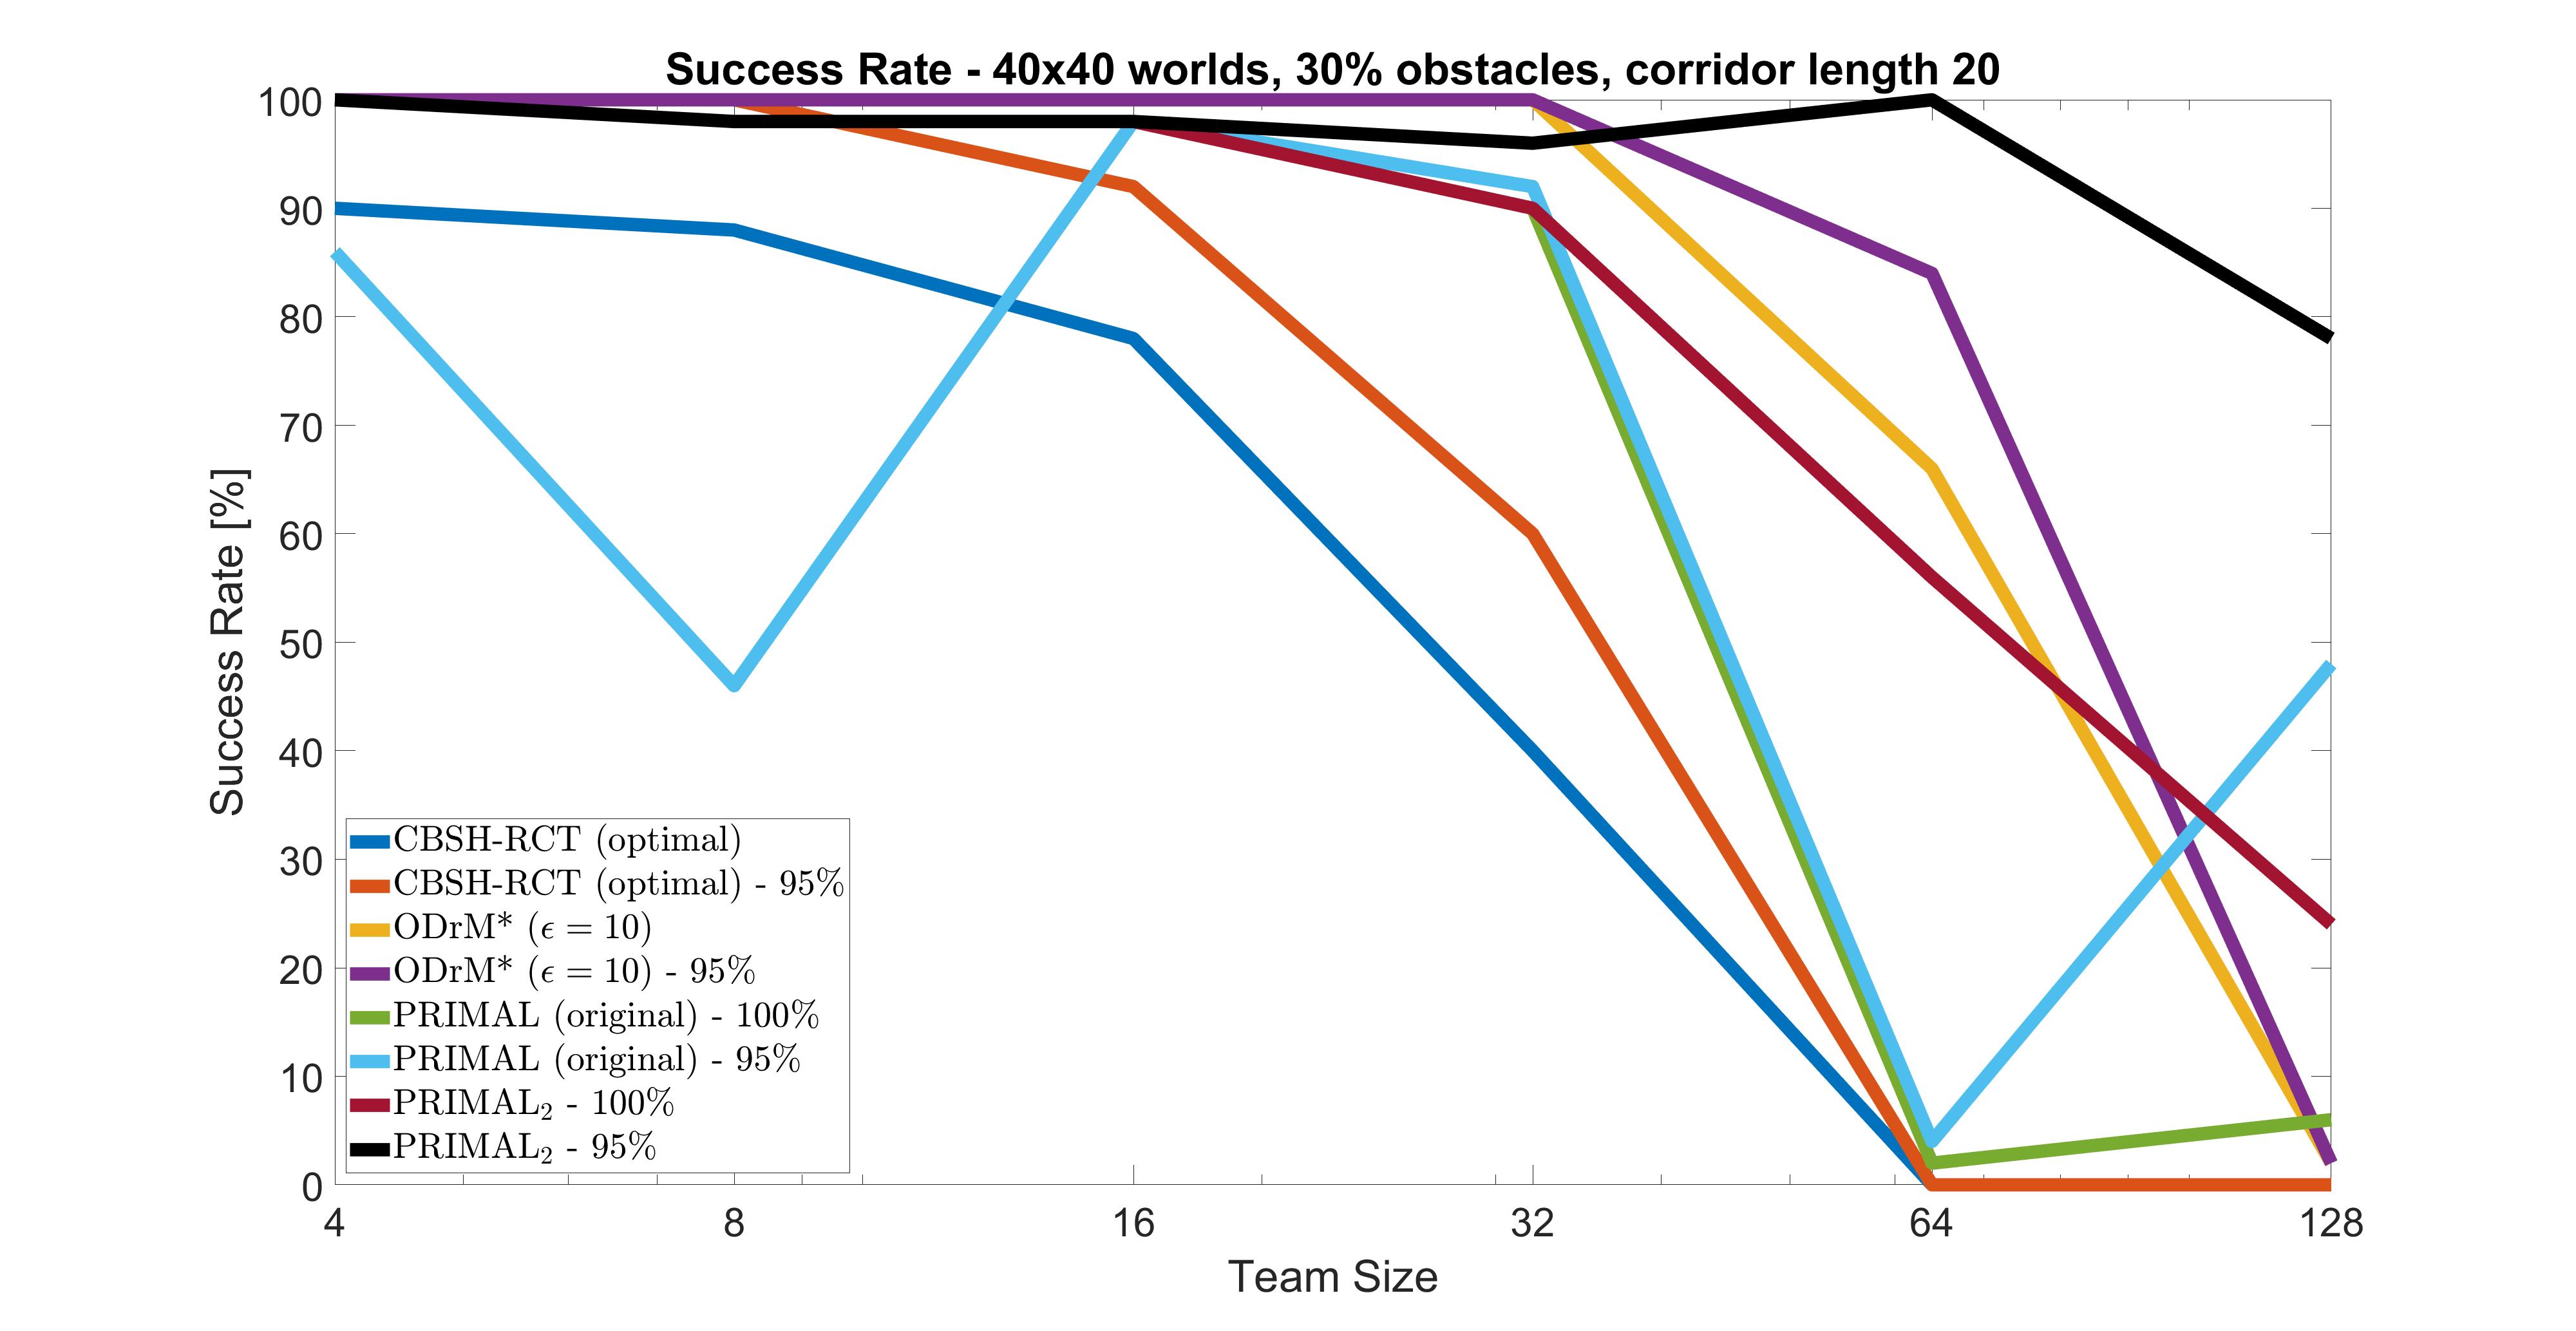 Success Rate - 40x40 worlds, 30% obstacles, corridor length 20
100
90
80
70
60
50
40
30
20
10
0
Success Rate [%]
CBSH-RCT (optimal)
CBSH-RCT (optimal) - 95%
ODrM* (ϵ = 10)
ODrM* (ϵ = 10) - 95%
PRIMAL (original) - 100%
PRIMAL (original) - 95%
PRIMAL₂ - 100%
PRIMAL₂ - 95%
4 8 16 32 64 128
Team Size